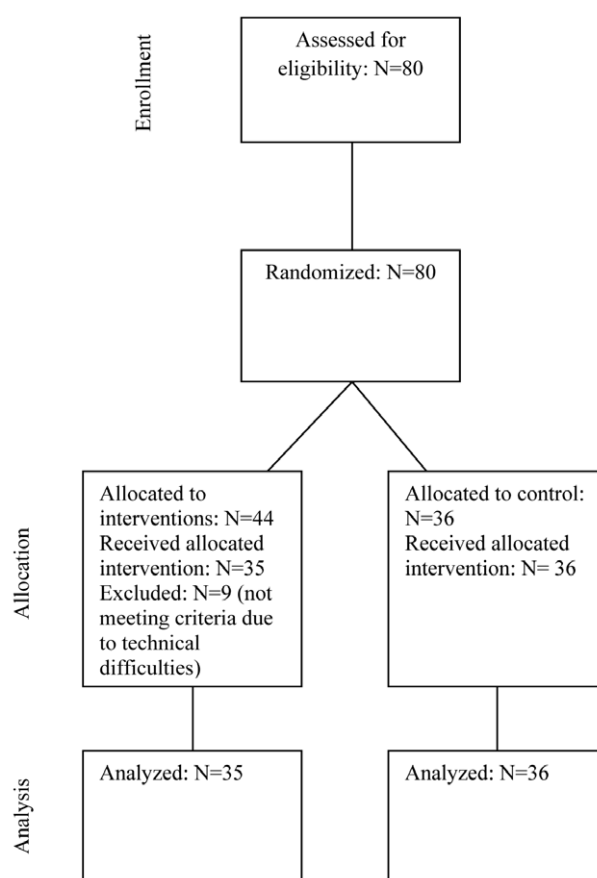 Enrollment
Assessed for
eligibility: N=80
Randomized: N=80
Allocation
Allocated to
interventions: N=44
Received allocated
intervention: N=35
Excluded: N=9 (not
meeting criteria due
to technical
difficulties)
Allocated to control:
N=36
Received allocated
intervention: N= 36
Analysis
Analyzed: N=35
Analyzed: N=36